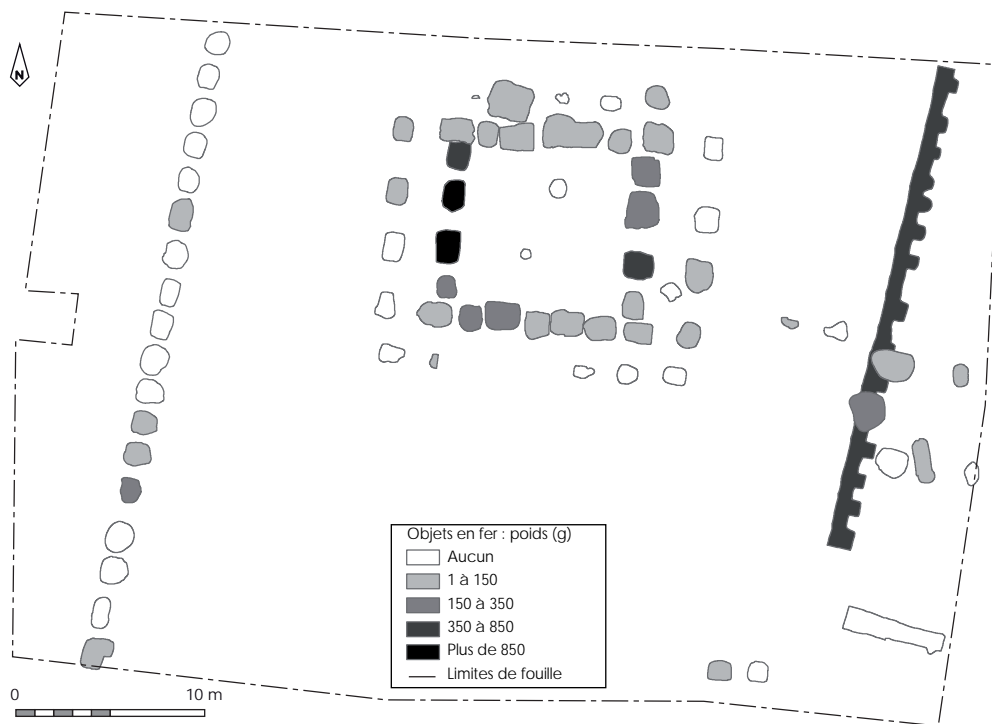 N
Objets en fer : poids (g)
Aucun
1 à 150
150 à 350
350 à 850
Plus de 850
Limites de fouille
0 10 m